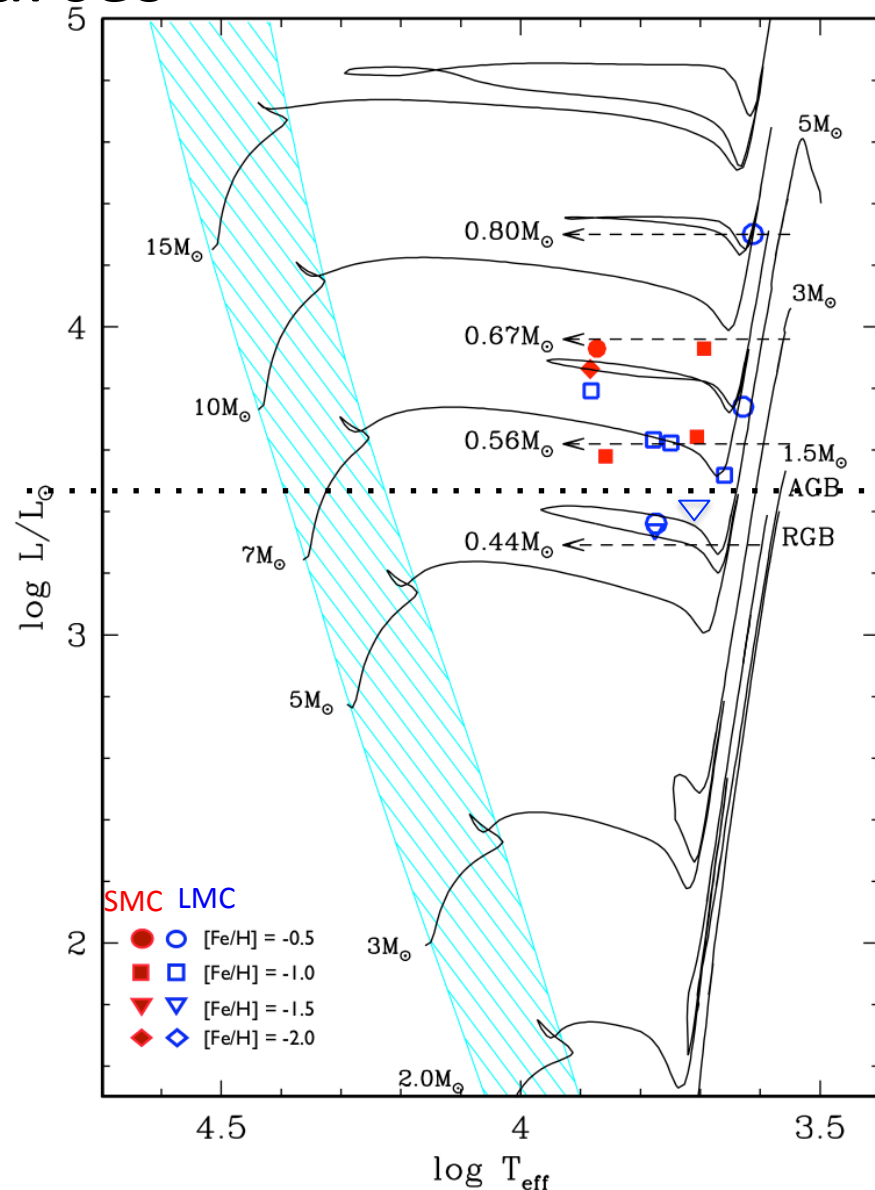 5
5M⊙
0.80M⊙
15M⊙
3M⊙
4
0.67M⊙
10M⊙
0.56M⊙
1.5M⊙
AGB
log L/L⊙
0.44M⊙
RGB
7M⊙
3
5M⊙
SMC LMC
[Fe/H] = -0.5
2
3M⊙
[Fe/H] = -1.0
[Fe/H] = -1.5
[Fe/H] = -2.0
2.0M⊙
4.5 4 3.5
log Teff